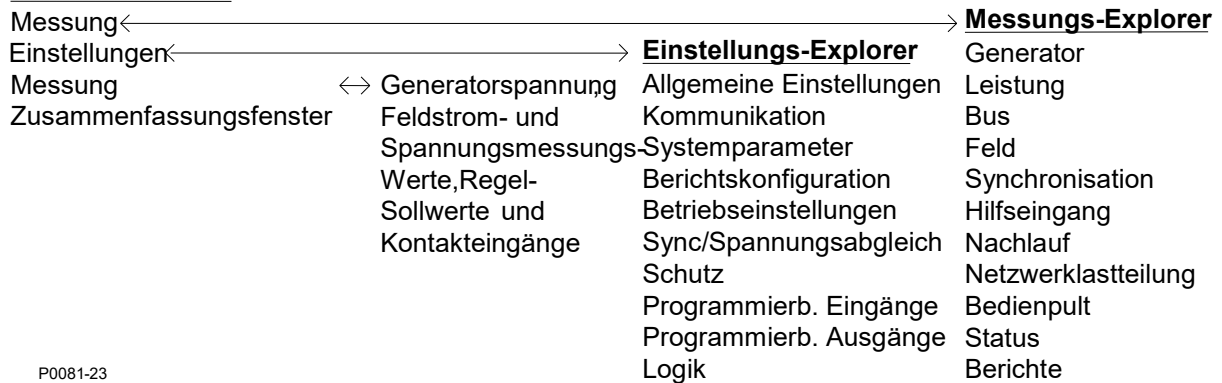 Messung
Einstellungen
Messung
Zusammenfassungsfenster
Generatorspannung,
Feldstrom- und
Spannungsmessungs-
Werte,Regel-
Sollwerte und
Kontakteingänge
Einstellungs-Explorer
Allgemeine Einstellungen
Kommunikation
Systemparameter
Berichtskonfiguration
Betriebseinstellungen
Sync/Spannungsabgleich
Schutz
Programmierb. Eingänge
Programmierb. Ausgänge
Logik
Messungs-Explorer
Generator
Leistung
Bus
Feld
Synchronisation
Hilfseingang
Nachlauf
Netzwerklastteilung
Bedienpult
Status
Berichte
P0081-23